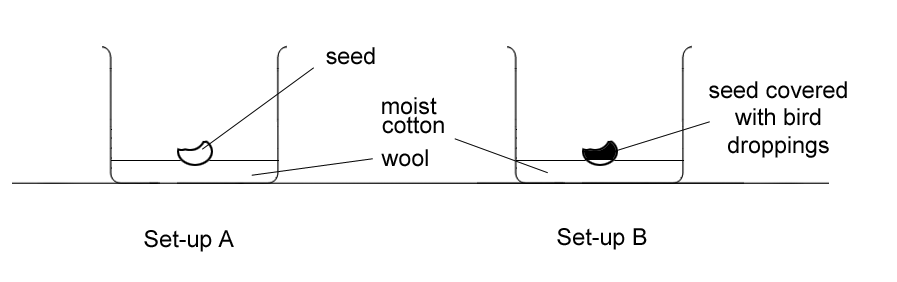 seed
moist
cotton
wool
seed covered
with bird
droppings
Set-up A
Set-up B